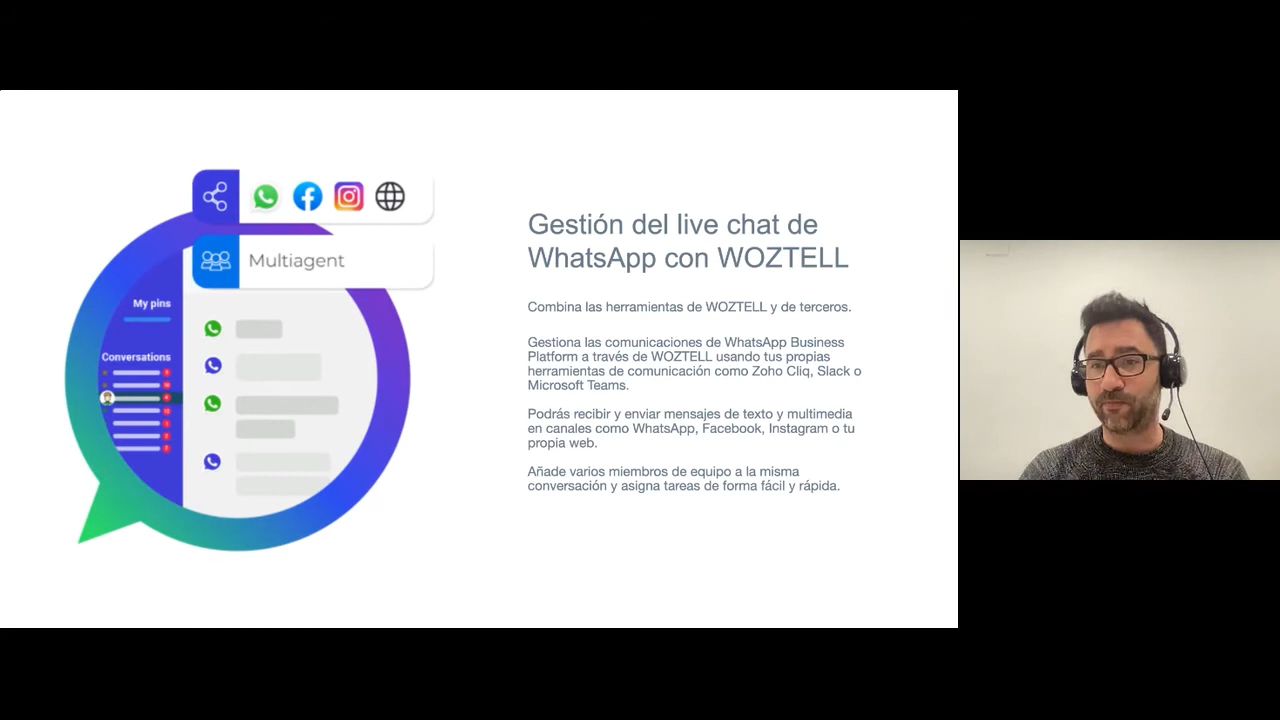 Multiagent
My pins
Conversations
Gestión del live chat de
WhatsApp con WOZTELL
Combina las herramientas de WOZTELL y de terceros.
Gestiona las comunicaciones de WhatsApp Business
Platform a través de WOZTELL usando tus propias
herramientas de comunicación como Zoho Cliq, Slack o
Microsoft Teams.
Podrás recibir y enviar mensajes de texto y multimedia
en canales como WhatsApp, Facebook, Instagram o tu
propia web.
Añade varios miembros de equipo a la misma
conversación y asigna tareas de forma fácil y rápida.